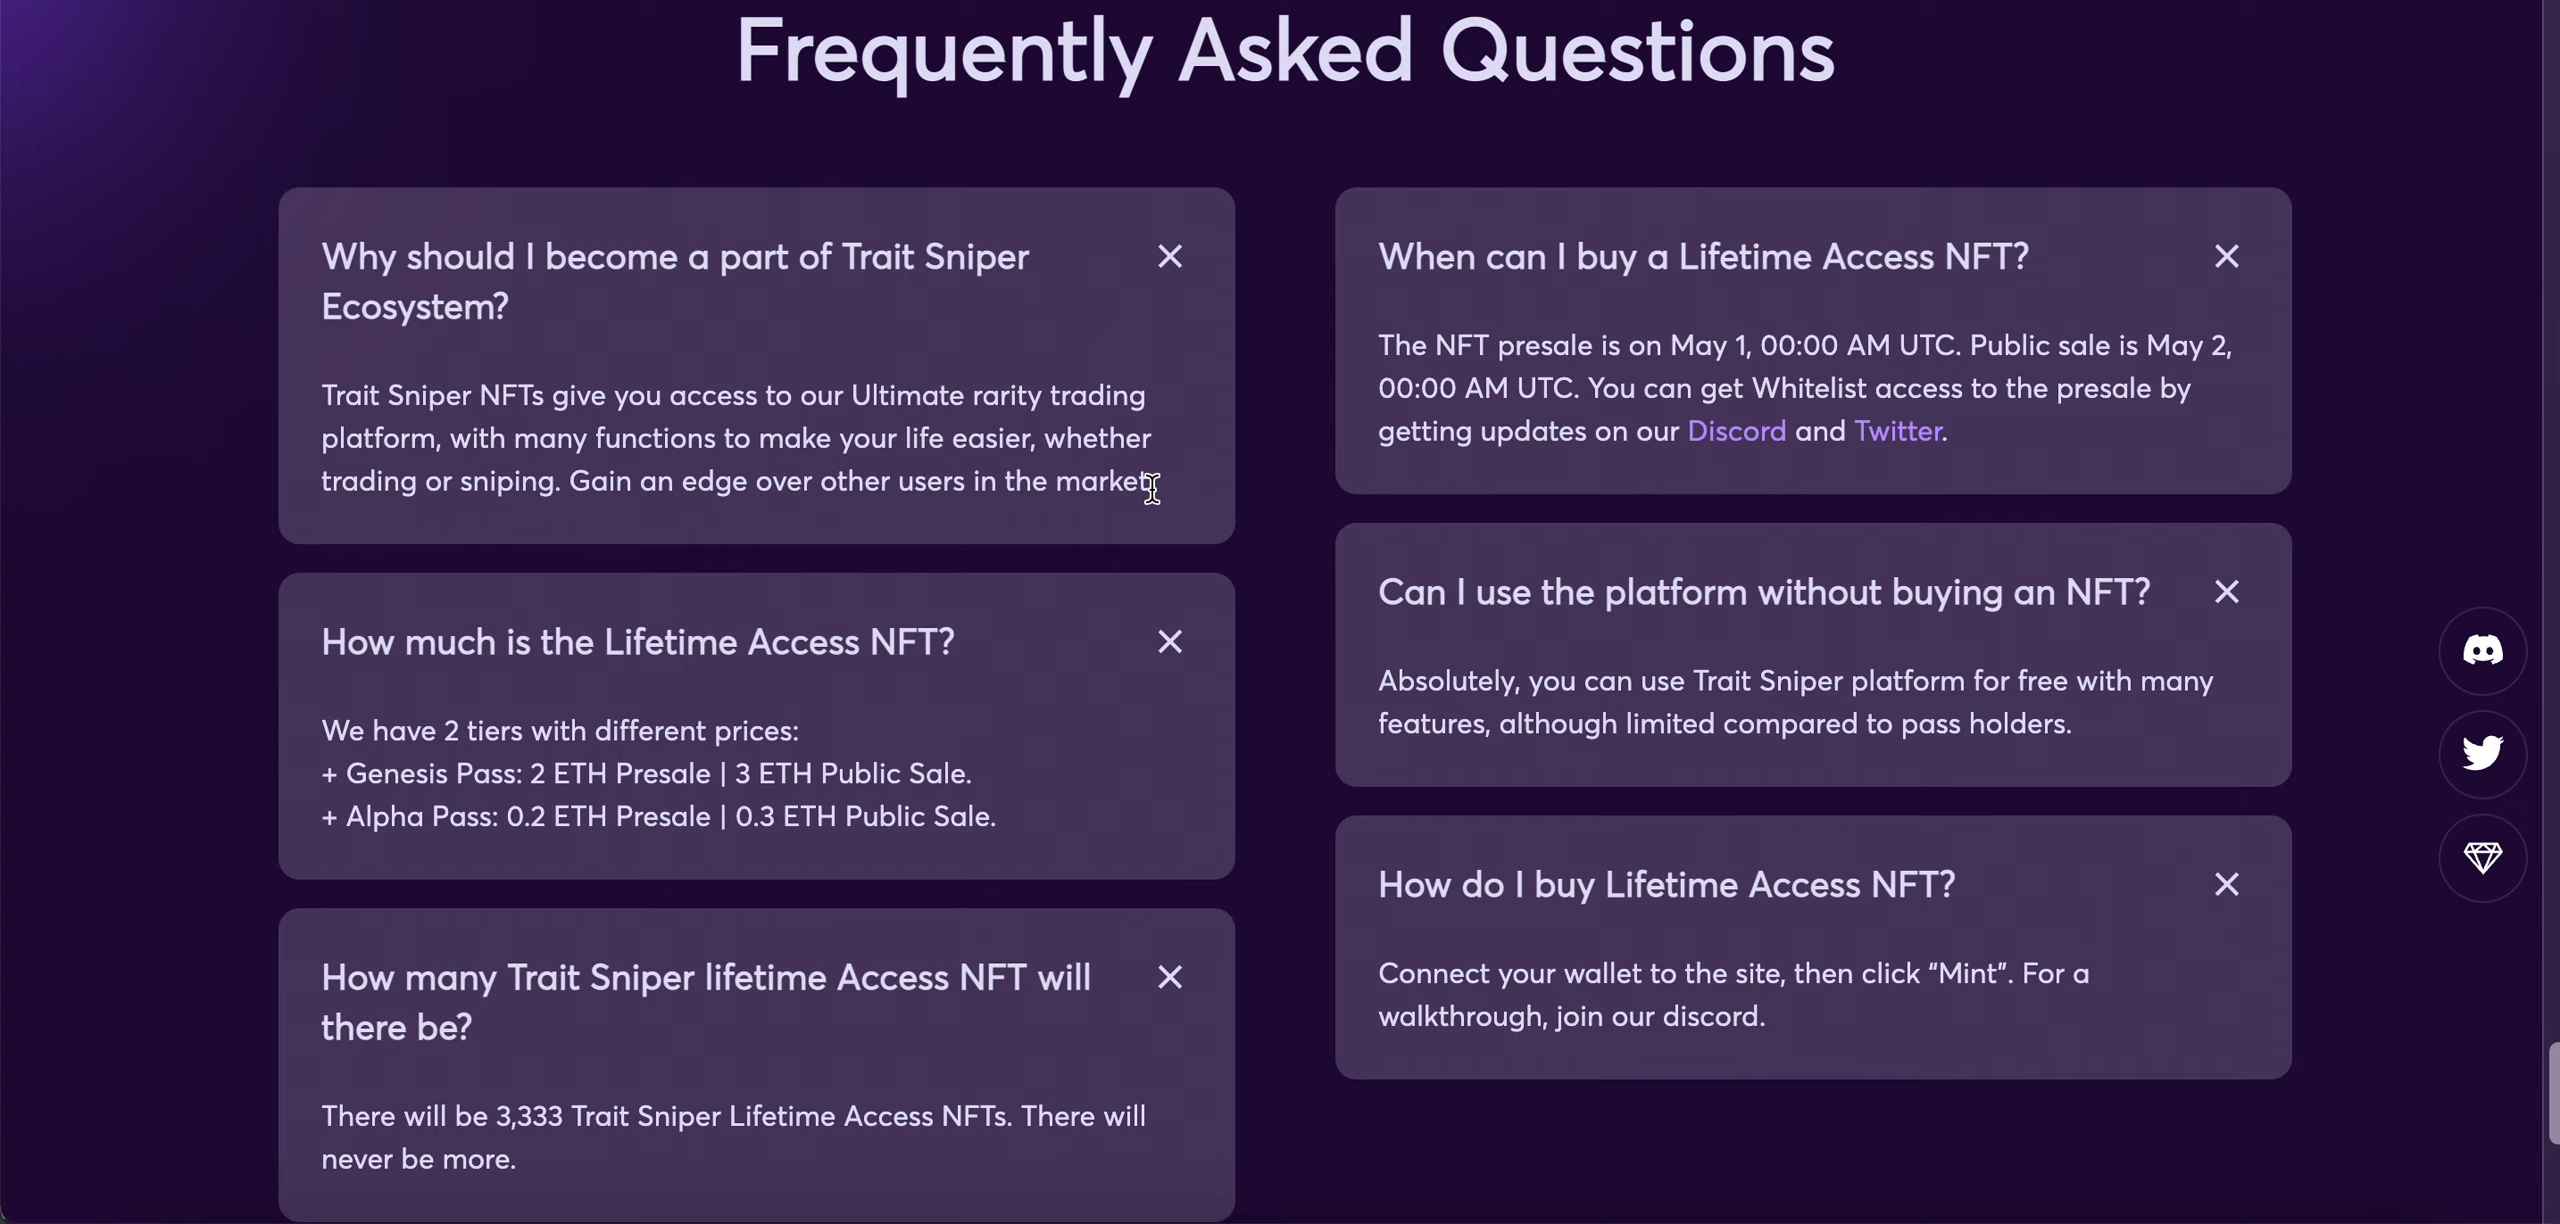 Frequently Asked Questions
Why should I become a part of Trait Sniper
Ecosystem?
Trait Sniper NFTs give you access to our Ultimate rarity trading
platform, with many functions to make your life easier, whether
trading or sniping. Gain an edge over other users in the market.
How much is the Lifetime Access NFT?
We have 2 tiers with different prices:
+ Genesis Pass: 2 ETH Presale | 3 ETH Public Sale.
+ Alpha Pass: 0.2 ETH Presale | 0.3 ETH Public Sale.
How many Trait Sniper lifetime Access NFT will
there be?
There will be 3,333 Trait Sniper Lifetime Access NFTs. There will
never be more.
When can I buy a Lifetime Access NFT?
The NFT presale is on May 1, 00:00 AM UTC. Public sale is May 2,
00:00 AM UTC. You can get Whitelist access to the presale by
getting updates on our Discord and Twitter.
Can I use the platform without buying an NFT?
Absolutely, you can use Trait Sniper platform for free with many
features, although limited compared to pass holders.
How do I buy Lifetime Access NFT?
Connect your wallet to the site, then click “Mint”. For a
walkthrough, join our discord.